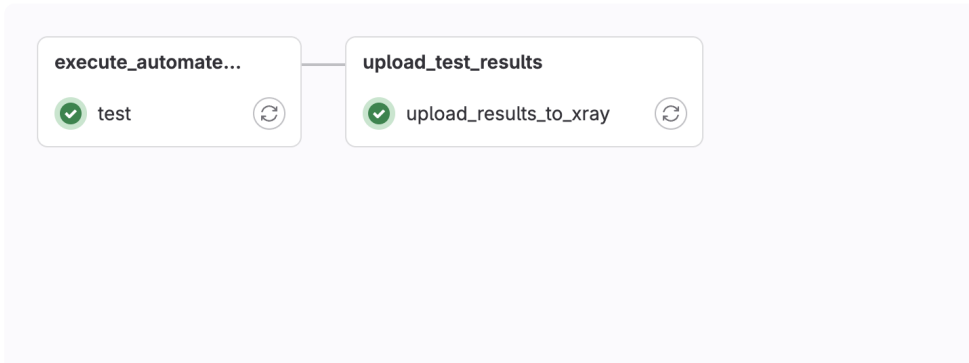 execute_automate...
test
upload_test_results
upload_results_to_xray